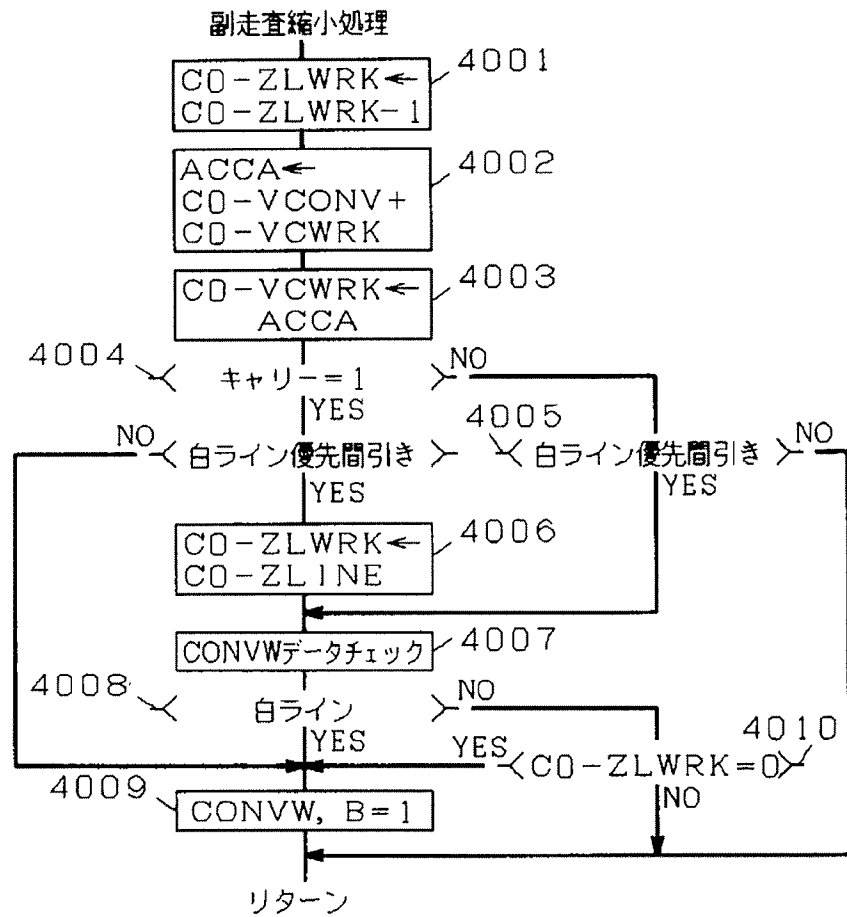 副走査縮小処理
CO-ZLWRK←
CO-ZLWRK-1
4001
ACCA←
CO-VCONV+
CO-VCWRK
4002
CO-VCWRK←
ACCA
4003
4004
キャリー=1
NO
YES
4005
NO
白ライン優先間引き
YES
白ライン優先間引き
NO
YES
CO-ZLWRK←
CO-ZLINE
4006
CONVWデータチェック
4007
4008
白ライン
NO
YES
YES
CO-ZLWRK=0
4010
NO
4009
CONVW, B=1
リターン